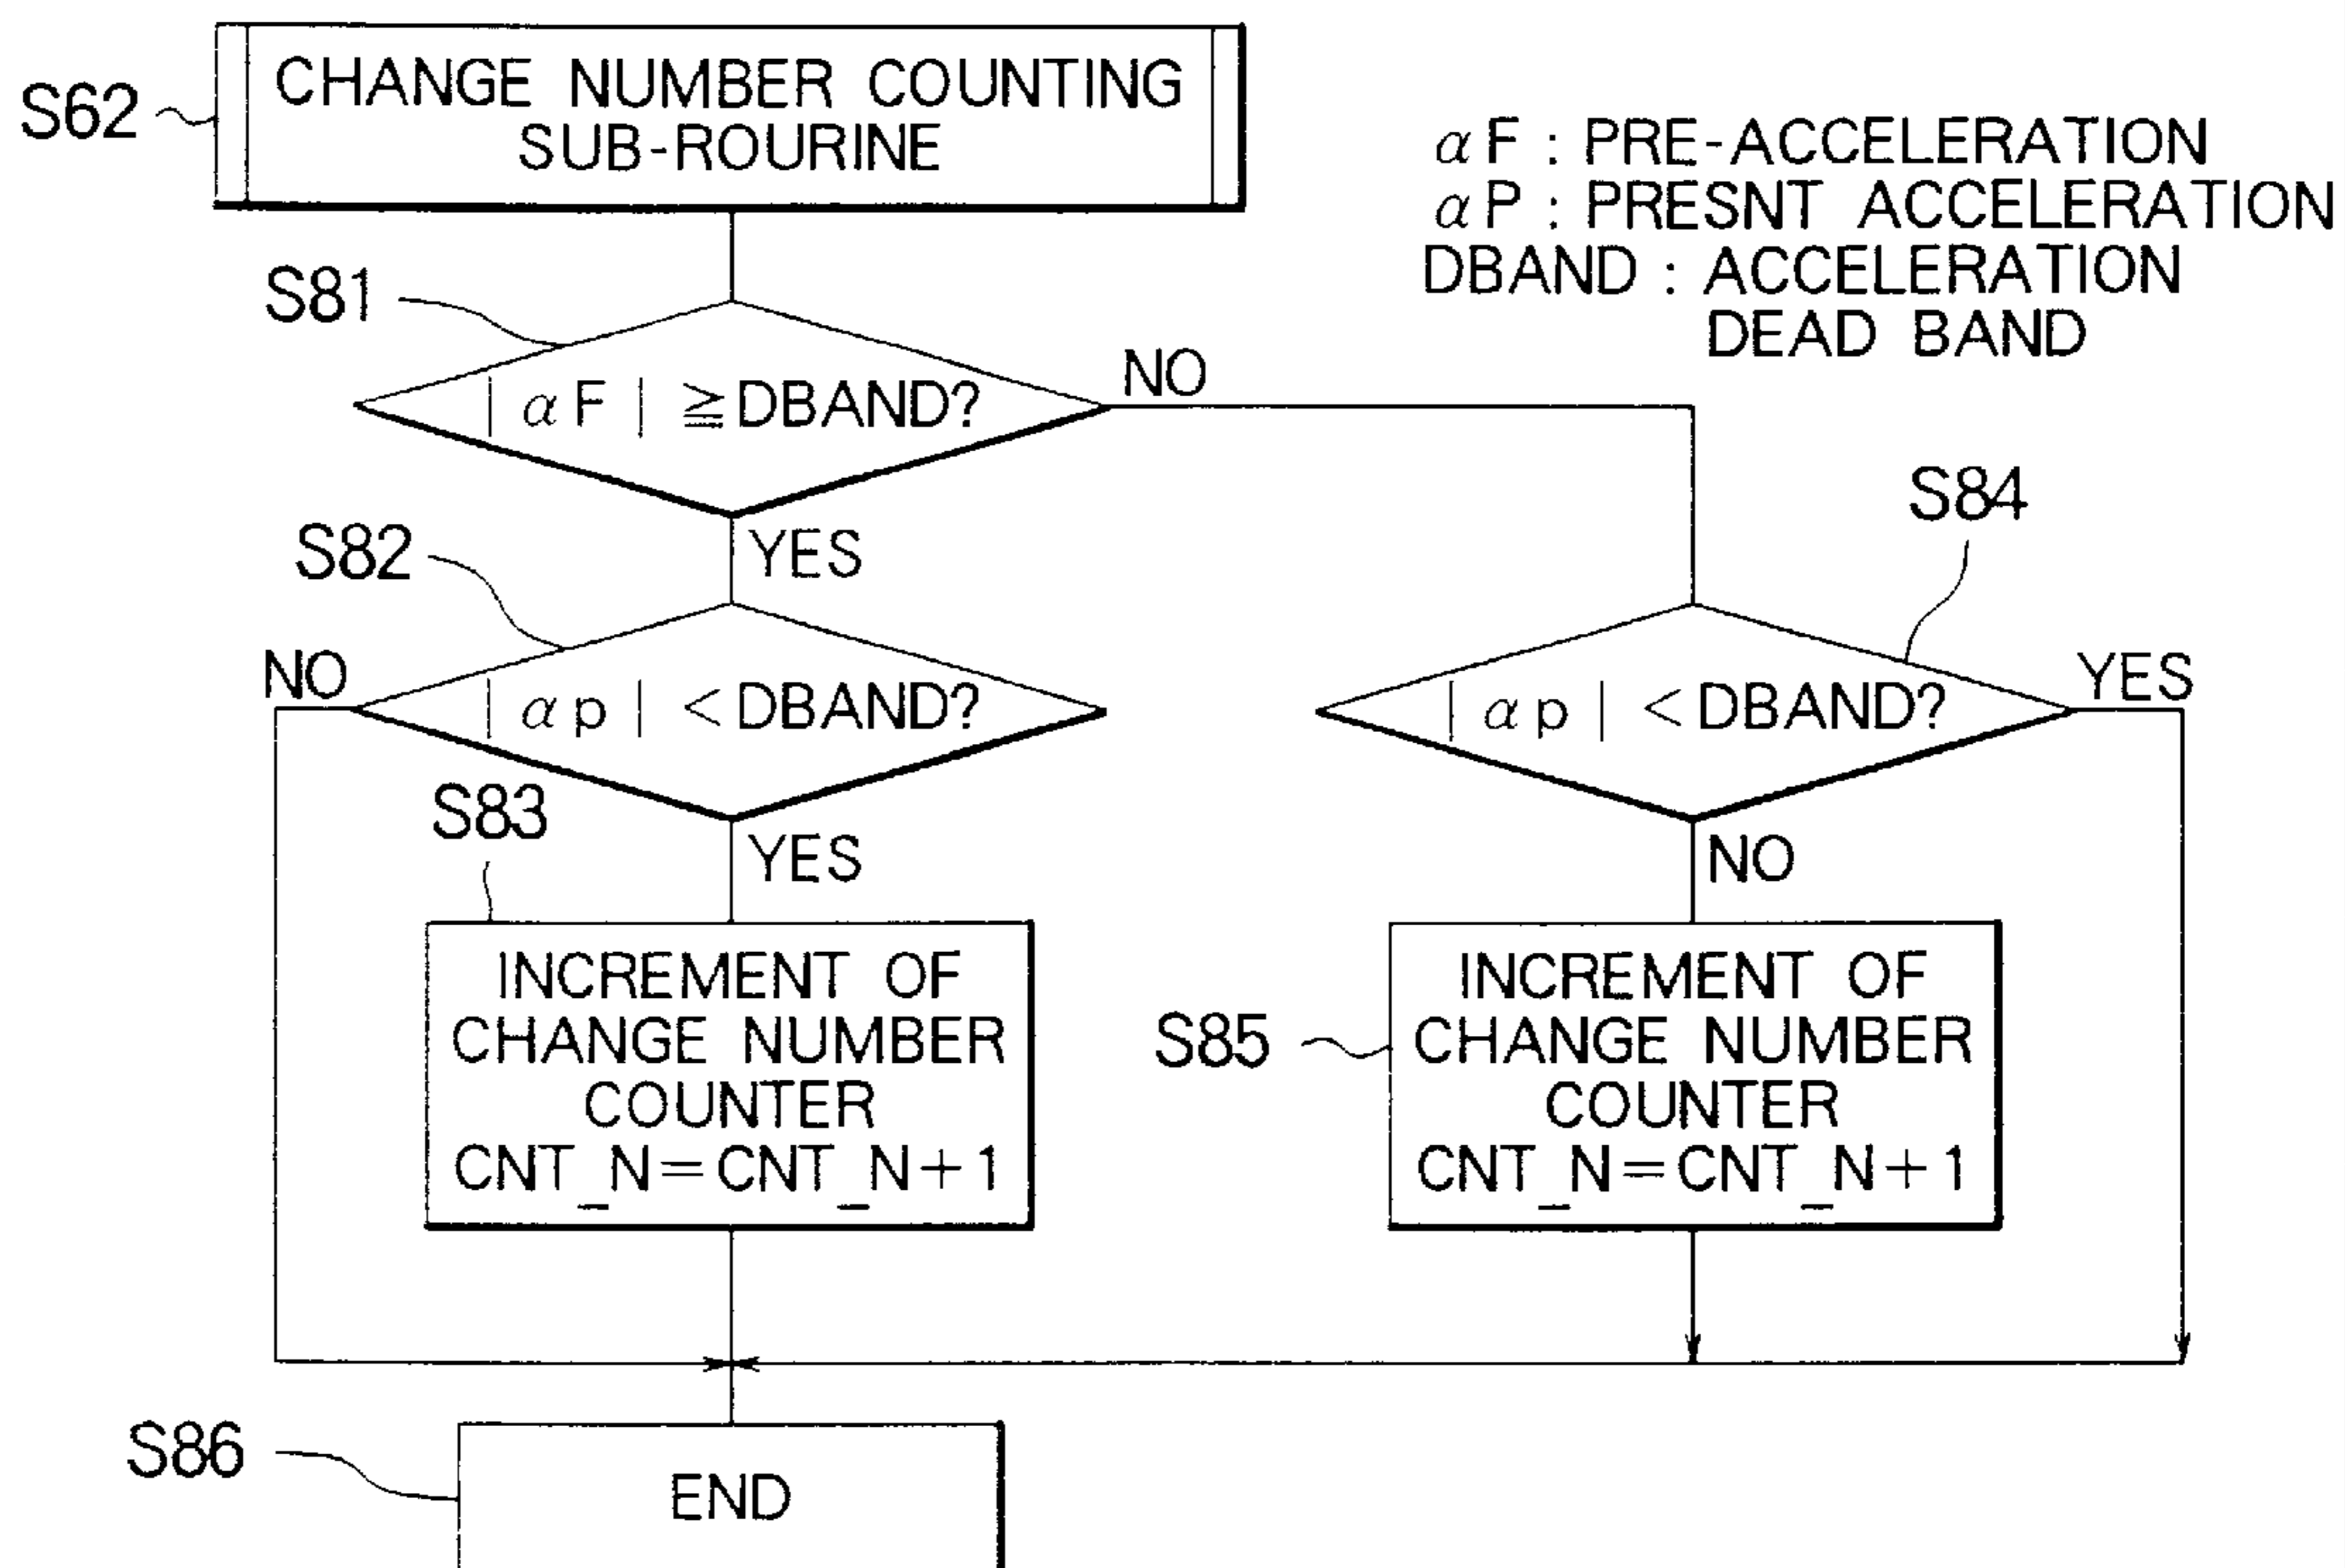 S62
CHANGE NUMBER COUNTING
SUB-ROURINE
αF : PRE-ACCELERATION
αP : PRESNT ACCELERATION
DBAND : ACCELERATION
DEAD BAND
S81
|αF| ≧DBAND?
NO
YES
S82
NO
|αp| <DBAND?
YES
S84
|αp| <DBAND?
YES
NO
S83
INCREMENT OF
CHANGE NUMBER
COUNTER
CNT_N=CNT_N+1
S85
INCREMENT OF
CHANGE NUMBER
COUNTER
CNT_N=CNT_N+1
S86
END